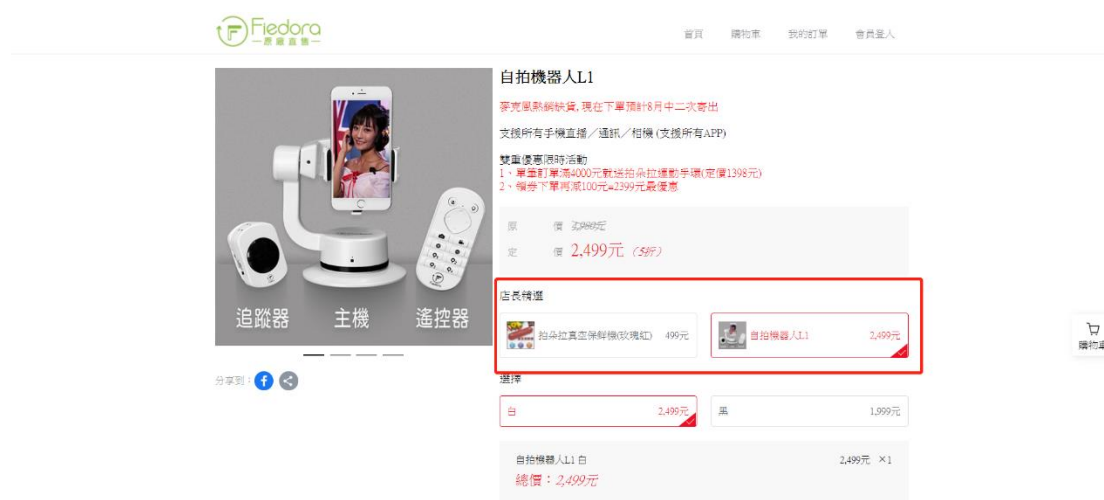 Fiedora
—原廠直售—
首頁 購物車 我的訂單 會員登入
自拍機器人L1
麥克風熱銷缺貨, 現在下單預計8月中二次寄出
支援所有手機直播／通訊／相機 (支援所有APP)
雙重優惠限時活動
1、單筆訂單滿4000元就送拍朵拉運動手環(定價1398元)
2、領券下單再減100元=2399元最優惠
原 價
定 價 2,499元 (5折)
店長精選
拍朵拉真空保鮮機(玫瑰紅) 499元
自拍機器人L1 2,499元
追蹤器 主機 遙控器
Fiedora
購物車
分享到：
選擇
白 2,499元
黑 1,999元
自拍機器人L1 白 2,499元 ×1
總價：2,499元